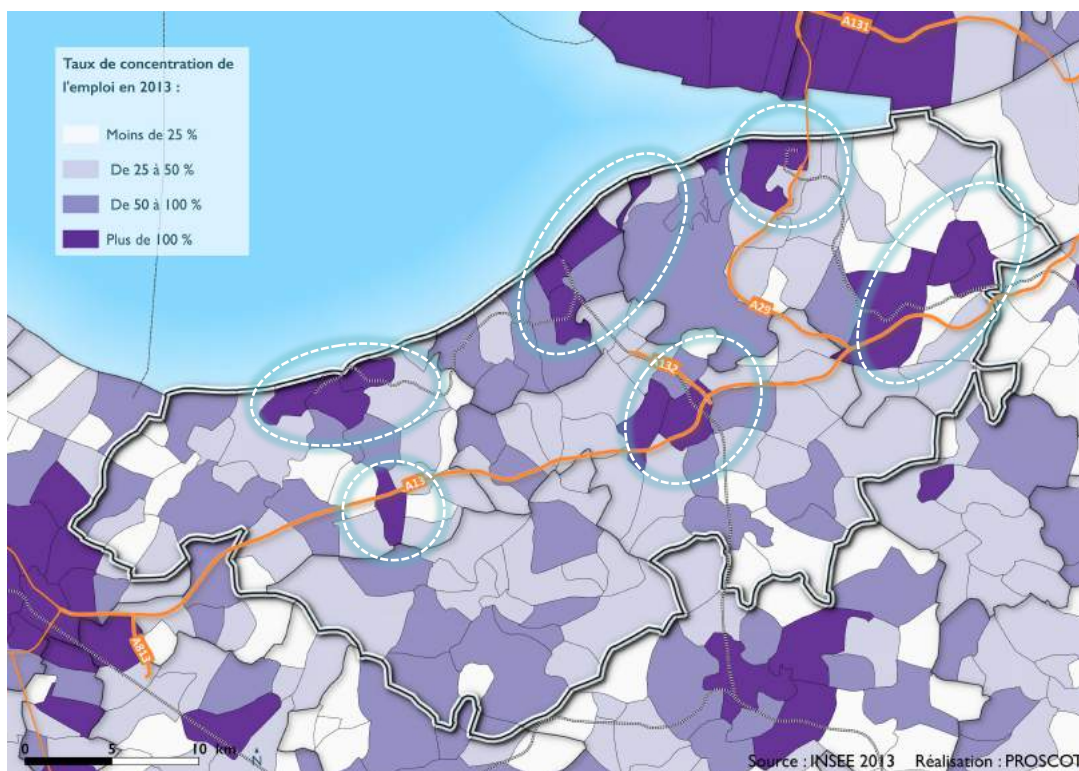 A131
Taux de concentration de
l'emploi en 2013 :
Moins de 25 %
De 25 à 50 %
De 50 à 100 %
Plus de 100 %
A29
A132
A13
A813
0 5 10 km
N
Source : INSEE 2013 Réalisation : PROSCOT